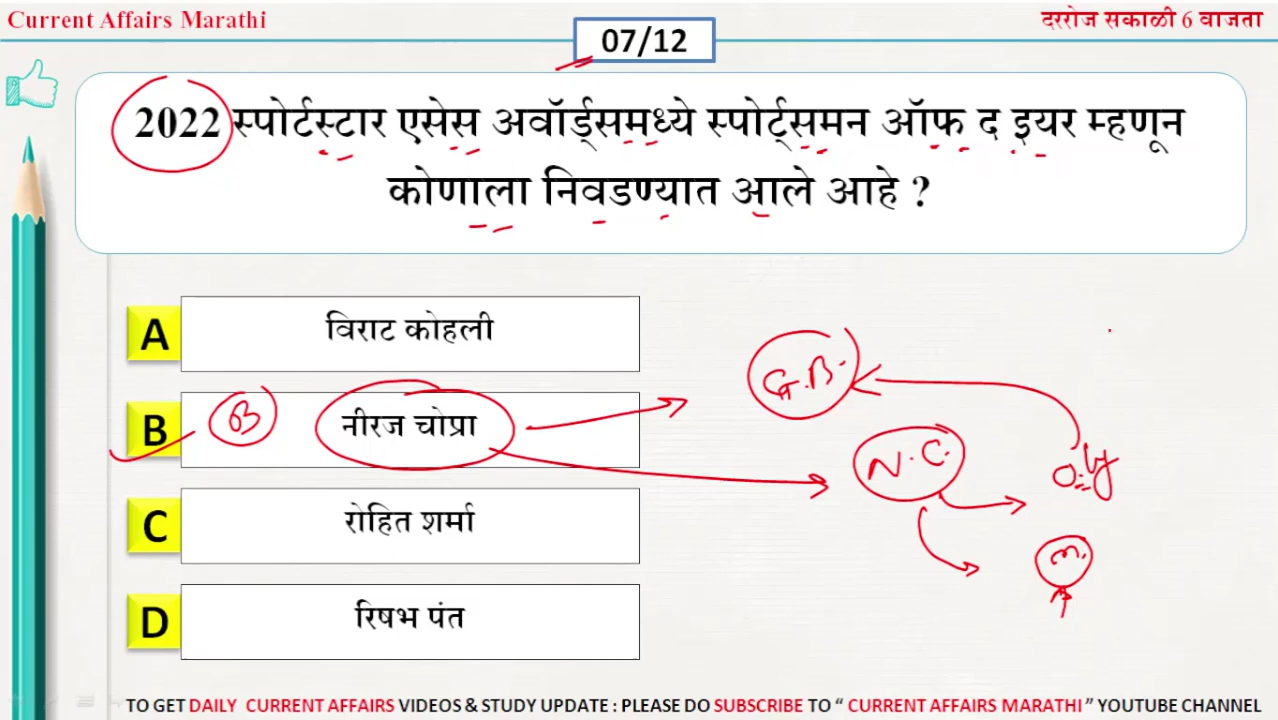 Current Affairs Marathi
दररोज सकाळी 6 वाजता
07/12
2022 स्पोर्टस्टार एसेस अवॉर्ड्समध्ये स्पोर्ट्समन ऑफ द इयर म्हणून
कोणाला निवडण्यात आले आहे ?
A विराट कोहली
B B नीरज चोप्रा
C रोहित शर्मा
D रिषभ पंत
G.B.
N.C.
m.
TO GET DAILY CURRENT AFFAIRS VIDEOS & STUDY UPDATE : PLEASE DO SUBSCRIBE TO “ CURRENT AFFAIRS MARATHI ” YOUTUBE CHANNEL